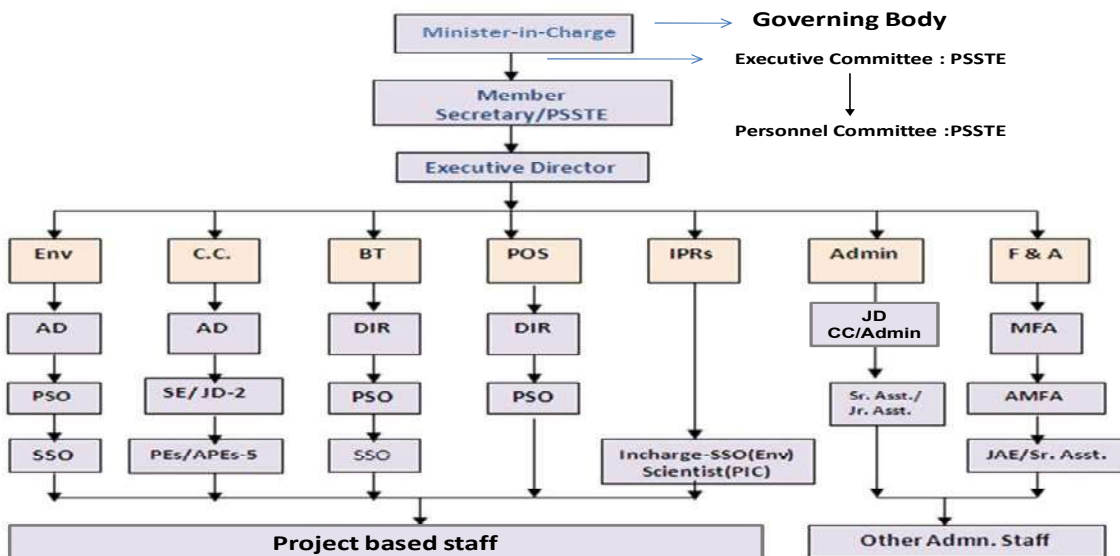 Minister-in-Charge
Governing Body
Executive Committee : PSSTE
Member
Secretary/PSSTE
Personnel Committee :PSSTE
Executive Director
Env
C.C.
BT
POS
IPRs
Admin
F & A
AD
AD
DIR
DIR
JD
CC/Admin
MFA
PSO
SE/JD-2
PSO
PSO
Sr. Asst./
Jr. Asst.
AMFA
SSO
PEs/APEs-5
SSO
Incharge-SSO(Env)
Scientist(PIC)
JAE/Sr. Asst.
Project based staff
Other Admn. Staff